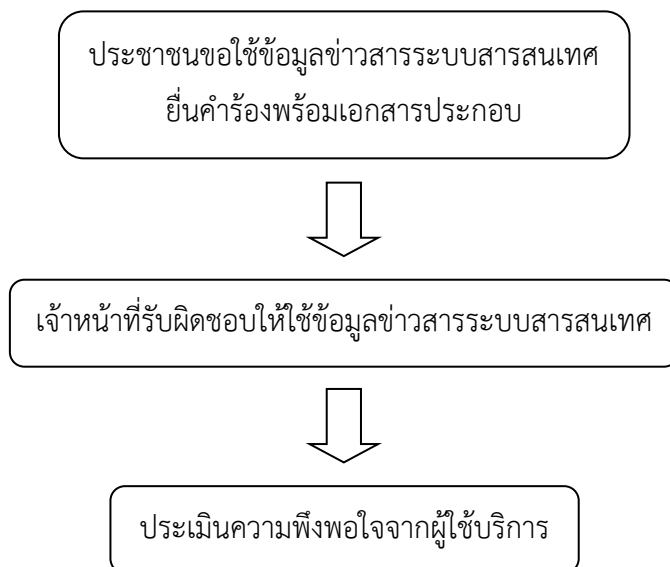 ประชาชนขอใช้ข้อมูลข่าวสารระบบสารสนเทศ
ยื่นคำร้องพร้อมเอกสารประกอบ
เจ้าหน้าที่รับผิดชอบให้ใช้ข้อมูลข่าวสารระบบสารสนเทศ
ประเมินความพึงพอใจจากผู้ใช้บริการ